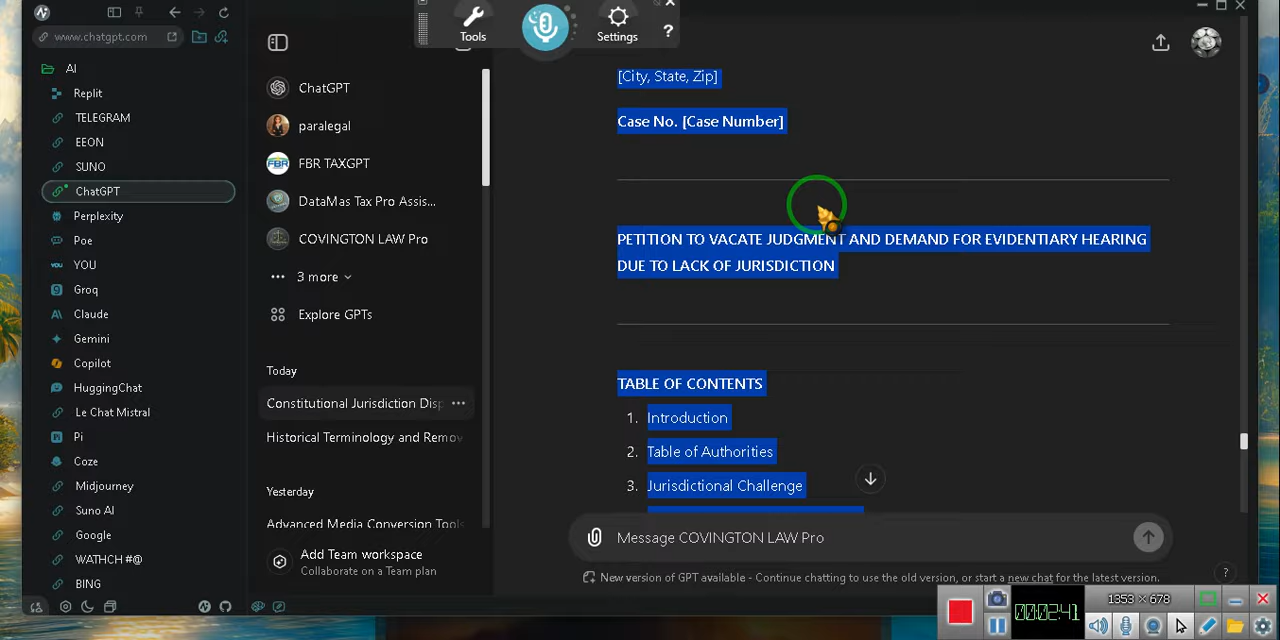 www.chatgpt.com
AI
Replit
TELEGRAM
EEON
SUNO
ChatGPT
Perplexity
Poe
YOU
YOU
Groq
Claude
Gemini
Copilot
HuggingChat
Le Chat Mistral
Pi
Coze
Midjourney
Suno AI
Google
WATHCH #@
BING
ChatGPT
paralegal
FBR
FBR TAXGPT
DataMas Tax Pro Assis...
COVINGTON LAW Pro
3 more
Explore GPTs
Today
Constitutional Jurisdiction Disp
Historical Terminology and Remov
Yesterday
Advanced Media Conversion Tools
Add Team workspace
Collaborate on a Team plan
Tools
Settings
?
[City, State, Zip]
Case No. [Case Number]
PETITION TO VACATE JUDGMENT AND DEMAND FOR EVIDENTIARY HEARING
DUE TO LACK OF JURISDICTION
TABLE OF CONTENTS
1. Introduction
2. Table of Authorities
3. Jurisdictional Challenge
Message COVINGTON LAW Pro
New version of GPT available - Continue chatting to use the old version, or start a new chat for the latest version.
?
1353 × 678
00:02:41